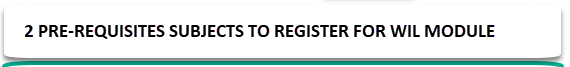 2 PRE-REQUISITES SUBJECTS TO REGISTER FOR WIL MODULE